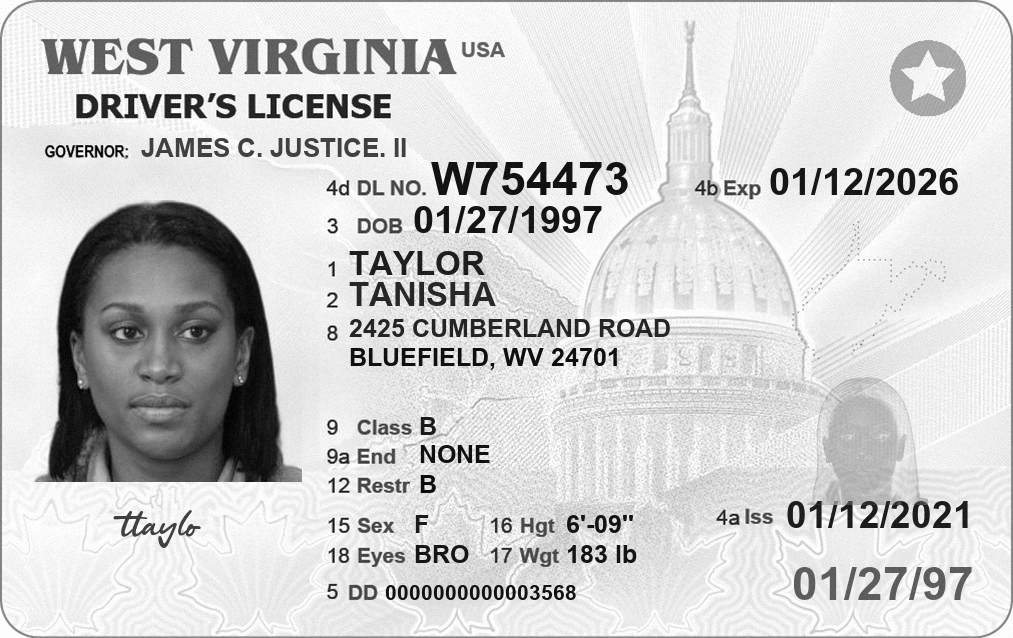 WEST VIRGINIA USA
DRIVER'S LICENSE
GOVERNOR: JAMES C. JUSTICE. II
4d DL NO. W754473 4b Exp 01/12/2026
3 DOB 01/27/1997
1 TAYLOR
2 TANISHA
8 2425 CUMBERLAND ROAD
BLUEFIELD, WV 24701
9 Class B
9a End NONE
12 Restr B
15 Sex F 16 Hgt 6'-09" 4a Iss 01/12/2021
18 Eyes BRO 17 Wgt 183 lb
5 DD 0000000000003568
01/27/97
ttaylo